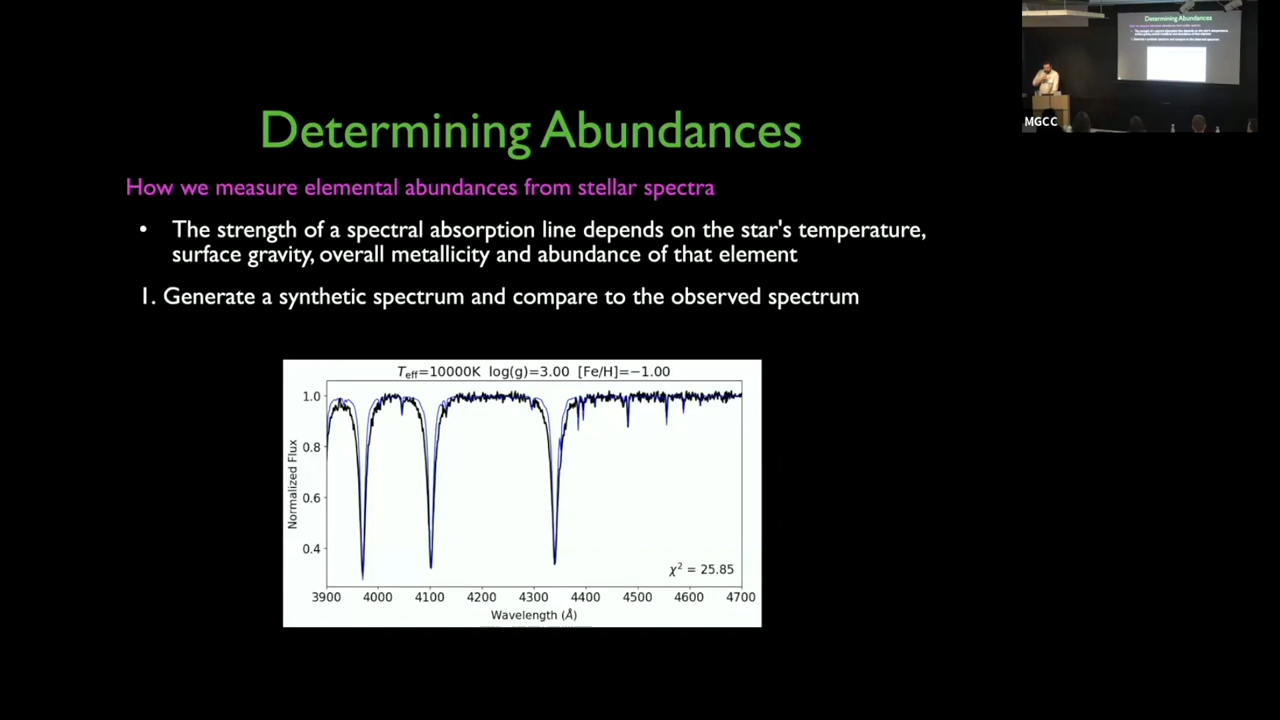 Determining Abundances
How we measure elemental abundances from stellar spectra
• The strength of a spectral absorption line depends on the star's temperature,
surface gravity, overall metallicity and abundance of that element
1. Generate a synthetic spectrum and compare to the observed spectrum
Teff=10000K log(g)=3.00 [Fe/H]=−1.00
1.0
0.8
0.6
0.4
Normalized Flux
χ² = 25.85
3900 4000 4100 4200 4300 4400 4500 4600 4700
Wavelength (Å)
Determining Abundances
MGCC